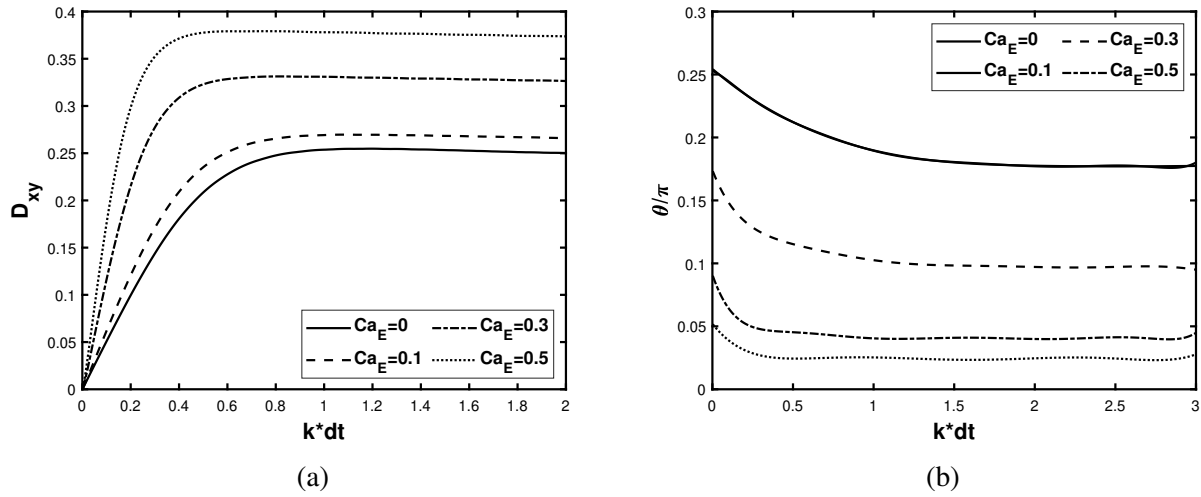 0.4
0.35
0.3
0.25
0.2
0.15
0.1
0.05
0
D_xy
0 0.2 0.4 0.6 0.8 1 1.2 1.4 1.6 1.8 2
k*dt
Ca_E=0 Ca_E=0.3
Ca_E=0.1 Ca_E=0.5
(a)
0.3
0.25
0.2
0.15
0.1
0.05
0
θ/π
0 0.5 1 1.5 2 2.5 3
k*dt
Ca_E=0 Ca_E=0.3
Ca_E=0.1 Ca_E=0.5
(b)